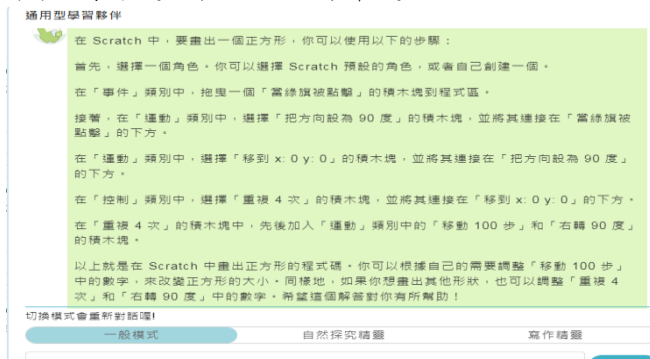 通用型學習夥伴
在 Scratch 中，要畫出一個正方形，你可以使用以下的步驟：
首先，選擇一個角色。你可以選擇 Scratch 預設的角色，或者自己創建一個。
在「事件」類別中，拖曳一個「當綠旗被點擊」的積木塊到程式區。
接著，在「運動」類別中，選擇「把方向設為 90 度」的積木塊，並將其連接在「當綠旗被
點擊」的下方。
在「運動」類別中，選擇「移到 x: 0 y: 0」的積木塊，並將其連接在「把方向設為 90 度」
的下方。
在「控制」類別中，選擇「重複 4 次」的積木塊，並將其連接在「移到 x: 0 y: 0」的下方。
在「重複 4 次」的積木塊中，先後加入「運動」類別中的「移動 100 步」和「右轉 90 度」
的積木塊。
以上就是在 Scratch 中畫出正方形的程式碼。你可以根據自己的需要調整「移動 100 步」
中的數字，來改變正方形的大小。同樣地，如果你想畫出其他形狀，也可以調整「重複 4
次」和「右轉 90 度」中的數字。希望這個解答對你有所幫助！
切換模式會重新對話喔!
一般模式
自然探究精靈
寫作精靈